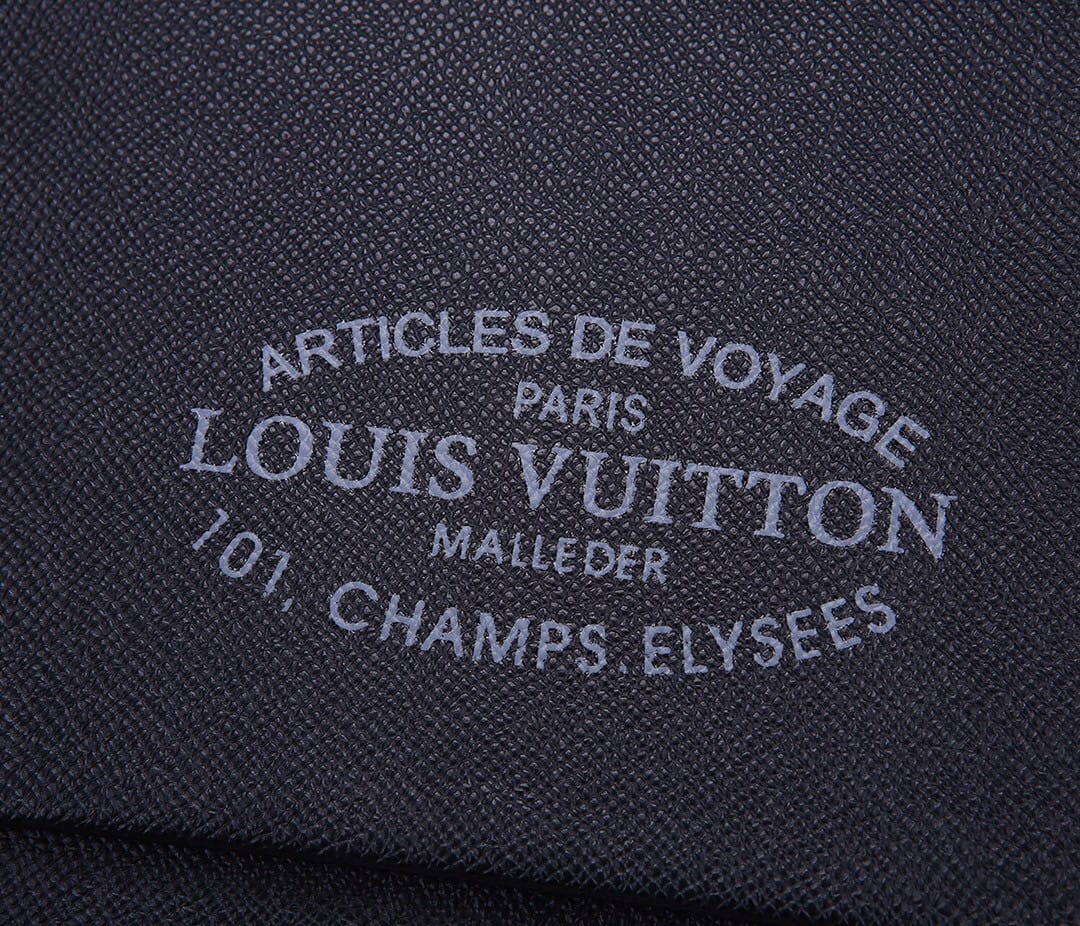 ARTICLES DE VOYAGE
PARIS
LOUIS VUITTON
MALLEDER
101, CHAMPS. ELYSEES